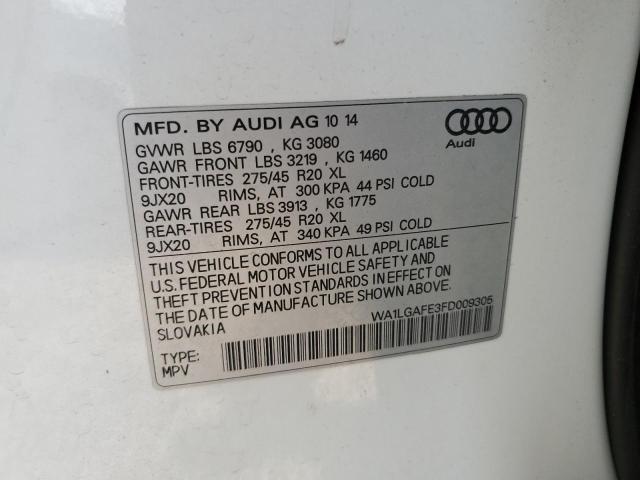 MFD. BY AUDI AG 10 14
Audi
GVWR LBS 6790 , KG 3080
GAWR FRONT LBS 3219 , KG 1460
FRONT-TIRES 275/45 R20 XL
9JX20 RIMS, AT 300 KPA 44 PSI COLD
GAWR REAR LBS 3913 , KG 1775
REAR-TIRES 275/45 R20 XL
9JX20 RIMS, AT 340 KPA 49 PSI COLD
THIS VEHICLE CONFORMS TO ALL APPLICABLE
U.S. FEDERAL MOTOR VEHICLE SAFETY AND
THEFT PREVENTION STANDARDS IN EFFECT ON
THE DATE OF MANUFACTURE SHOWN ABOVE.
SLOVAKIA
WA1LGAFE3FD009305
TYPE:
MPV